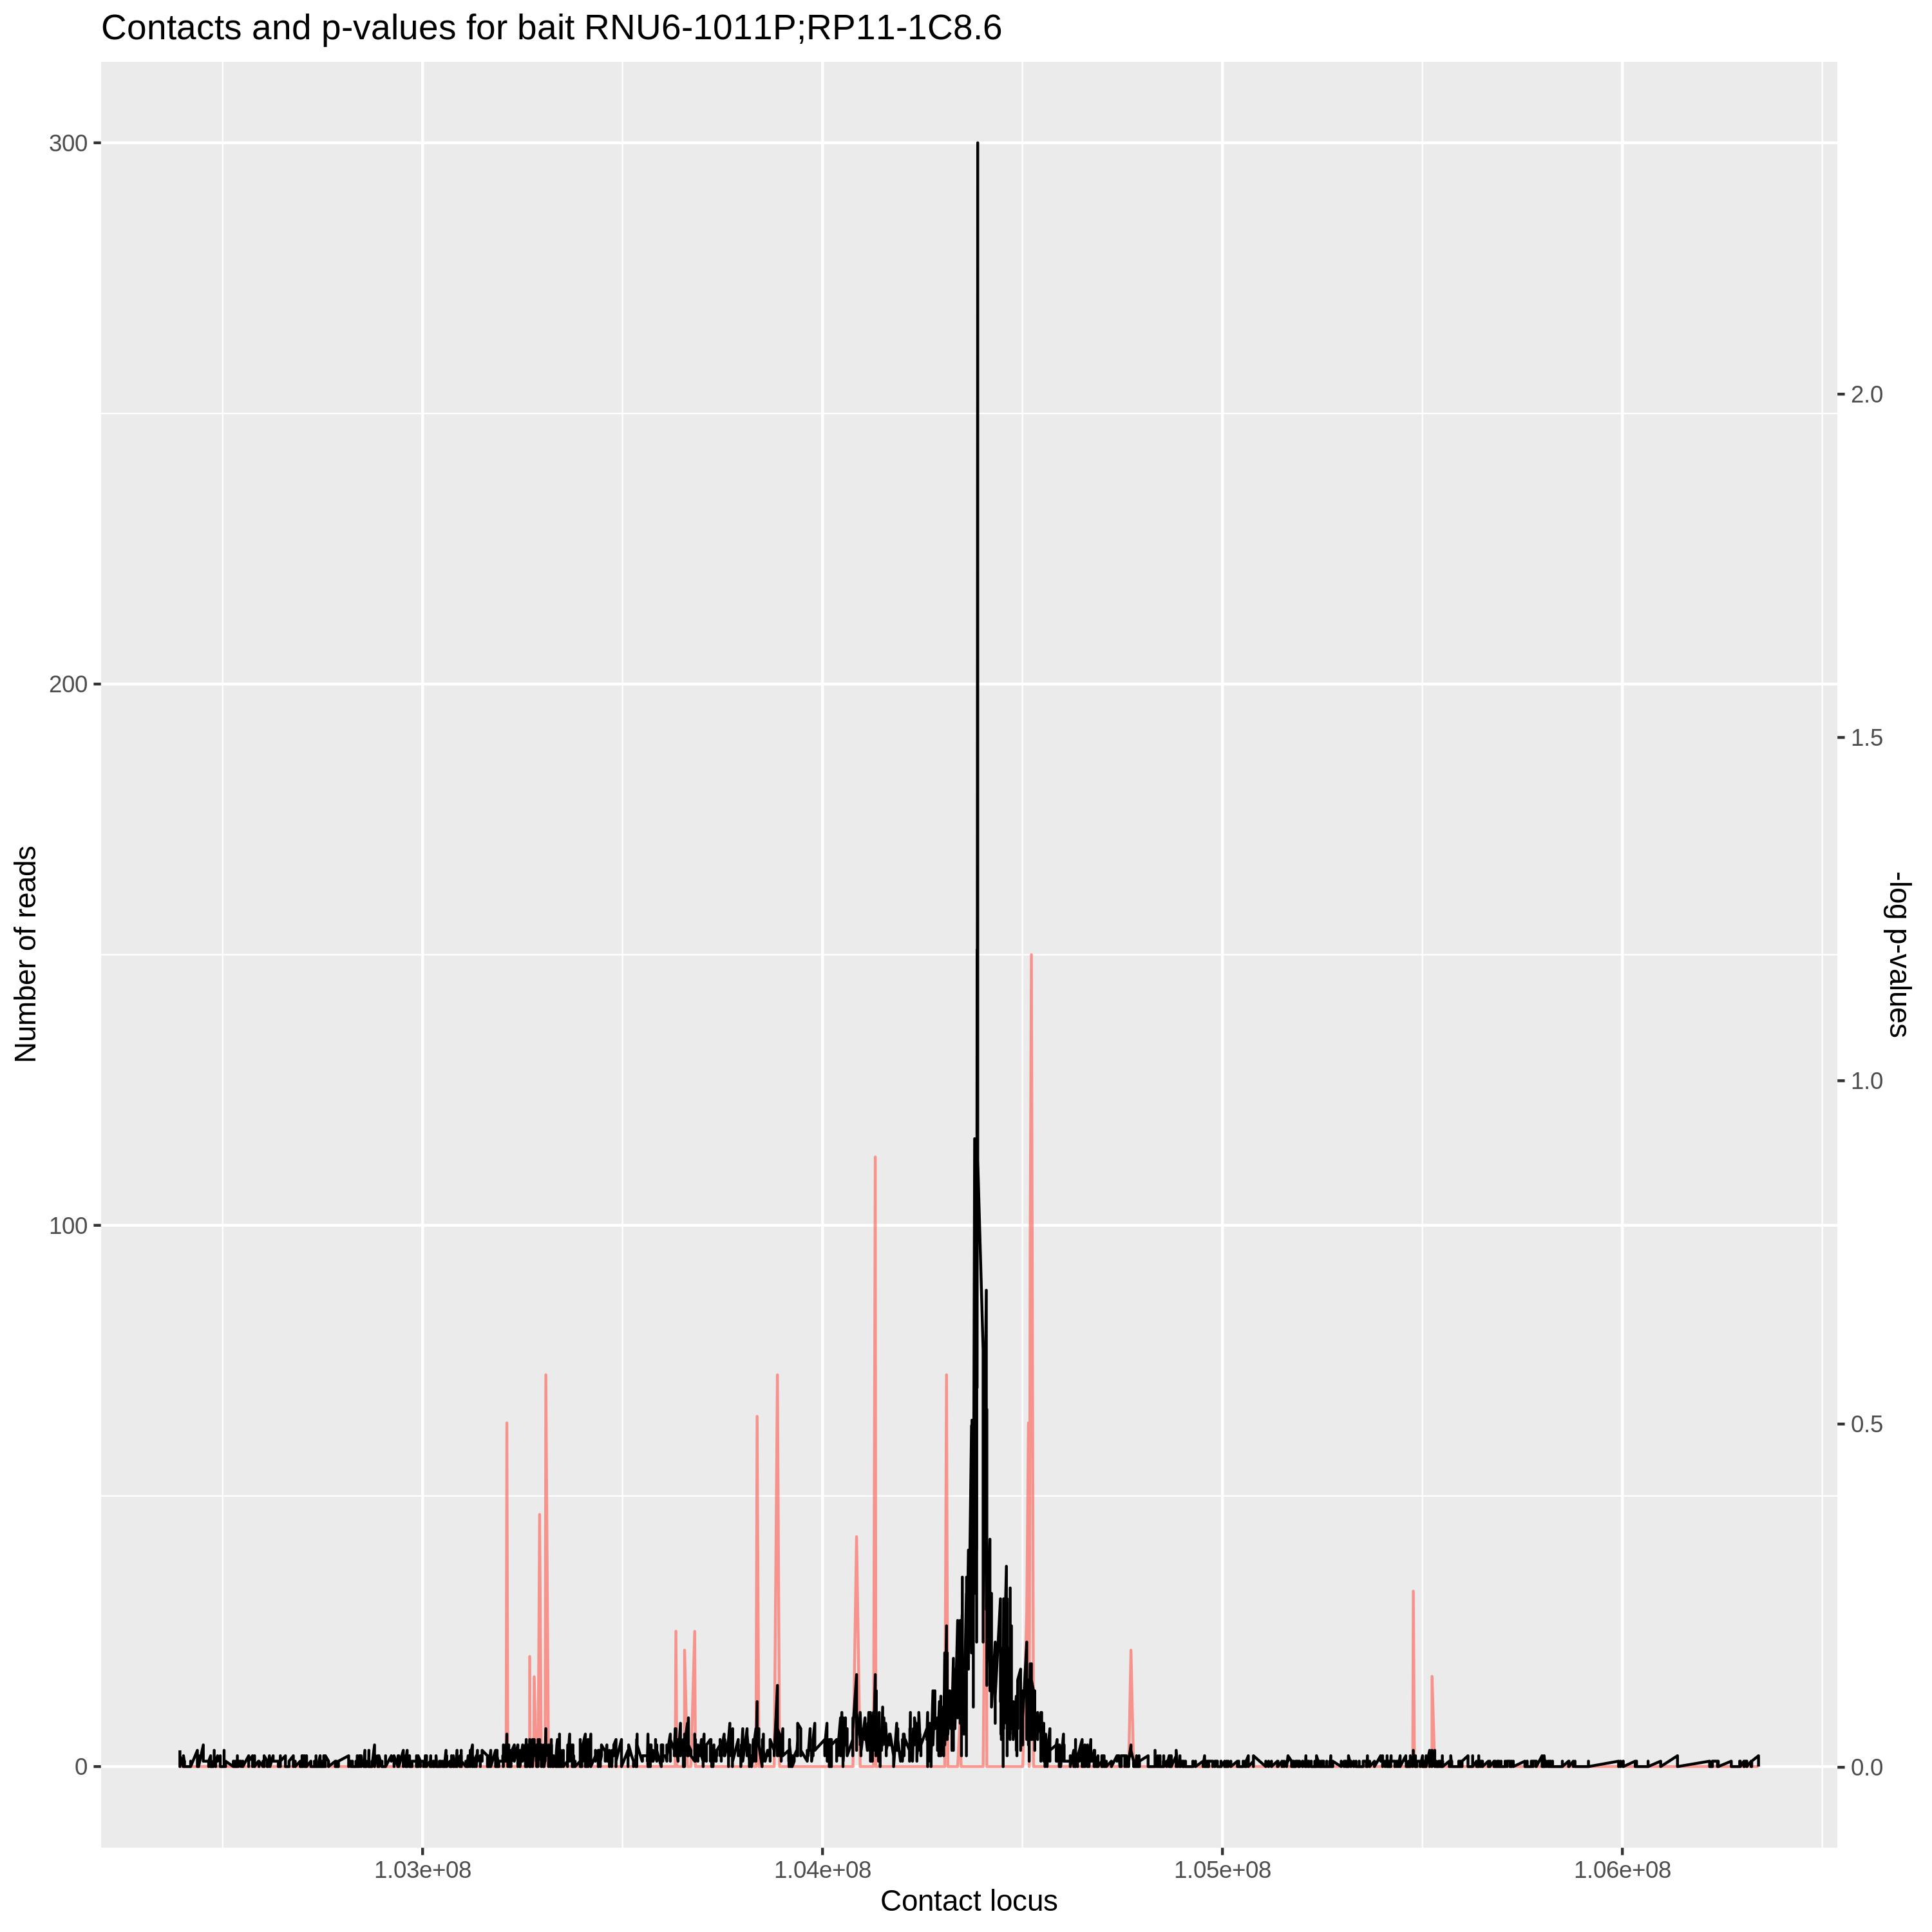 Contacts and p-values for bait RNU6-1011P;RP11-1C8.6
300
200
100
0
Number of reads
2.0
1.5
1.0
0.5
0.0
-log p-values
1.03e+08
1.04e+08
1.05e+08
1.06e+08
Contact locus